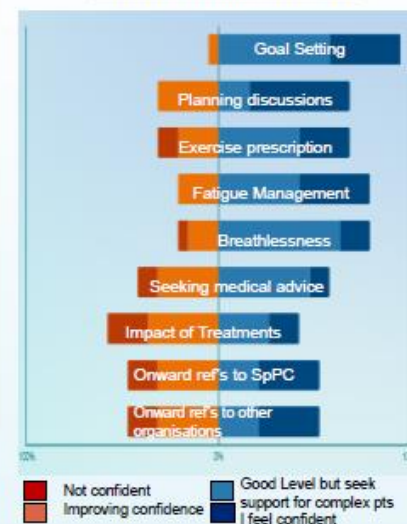 Goal Setting
Planning discussions
Exercise prescription
Fatigue Management
Breathlessness
Seeking medical advice
Impact of Treatments
Onward ref's to SpPC
Onward ref's to other
organisations
100%
0%
Not confident
Improving confidence
Good Level but seek
support for complex pts
I feel confident